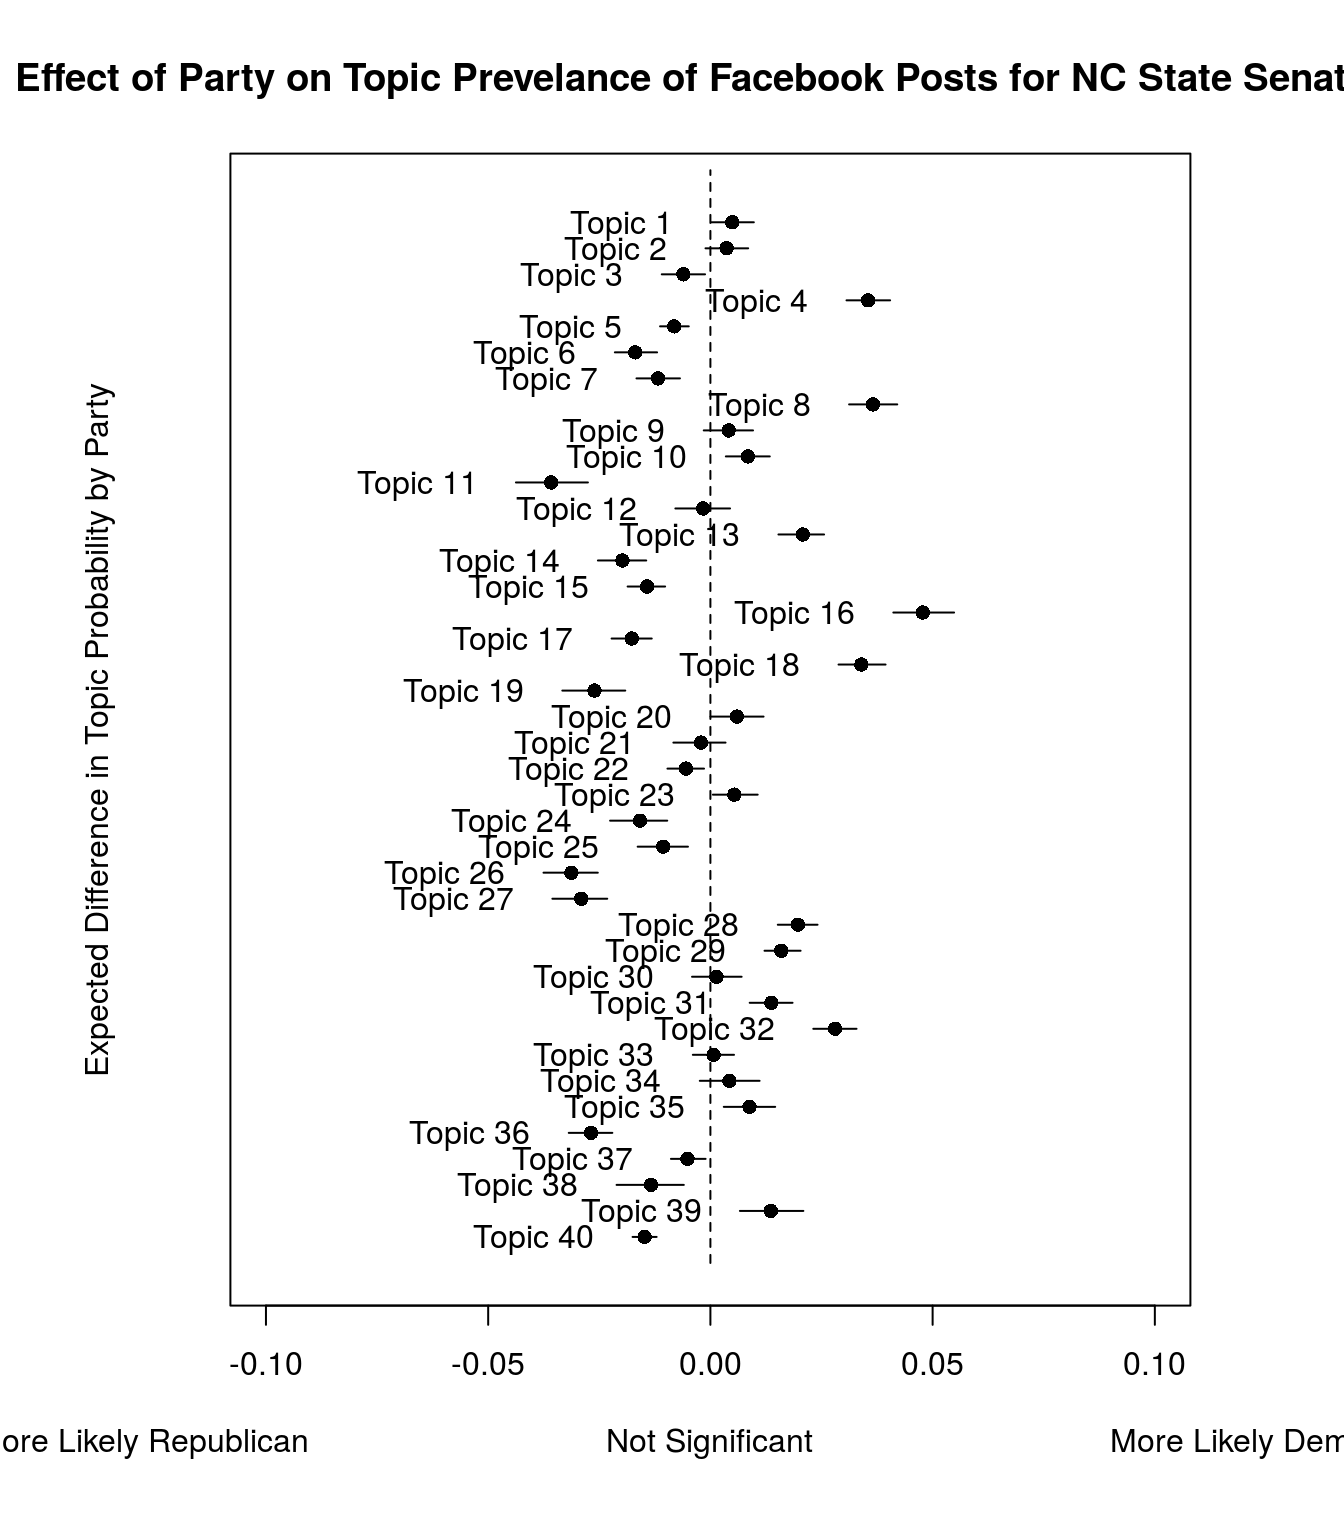 Effect of Party on Topic Prevelance of Facebook Posts for NC State Senat
Expected Difference in Topic Probability by Party
Topic 1
Topic 2
Topic 3
Topic 4
Topic 5
Topic 6
Topic 7
Topic 8
Topic 9
Topic 10
Topic 11
Topic 12
Topic 13
Topic 14
Topic 15
Topic 16
Topic 17
Topic 18
Topic 19
Topic 20
Topic 21
Topic 22
Topic 23
Topic 24
Topic 25
Topic 26
Topic 27
Topic 28
Topic 29
Topic 30
Topic 31
Topic 32
Topic 33
Topic 34
Topic 35
Topic 36
Topic 37
Topic 38
Topic 39
Topic 40
-0.10 -0.05 0.00 0.05 0.10
ore Likely Republican Not Significant More Likely Dem